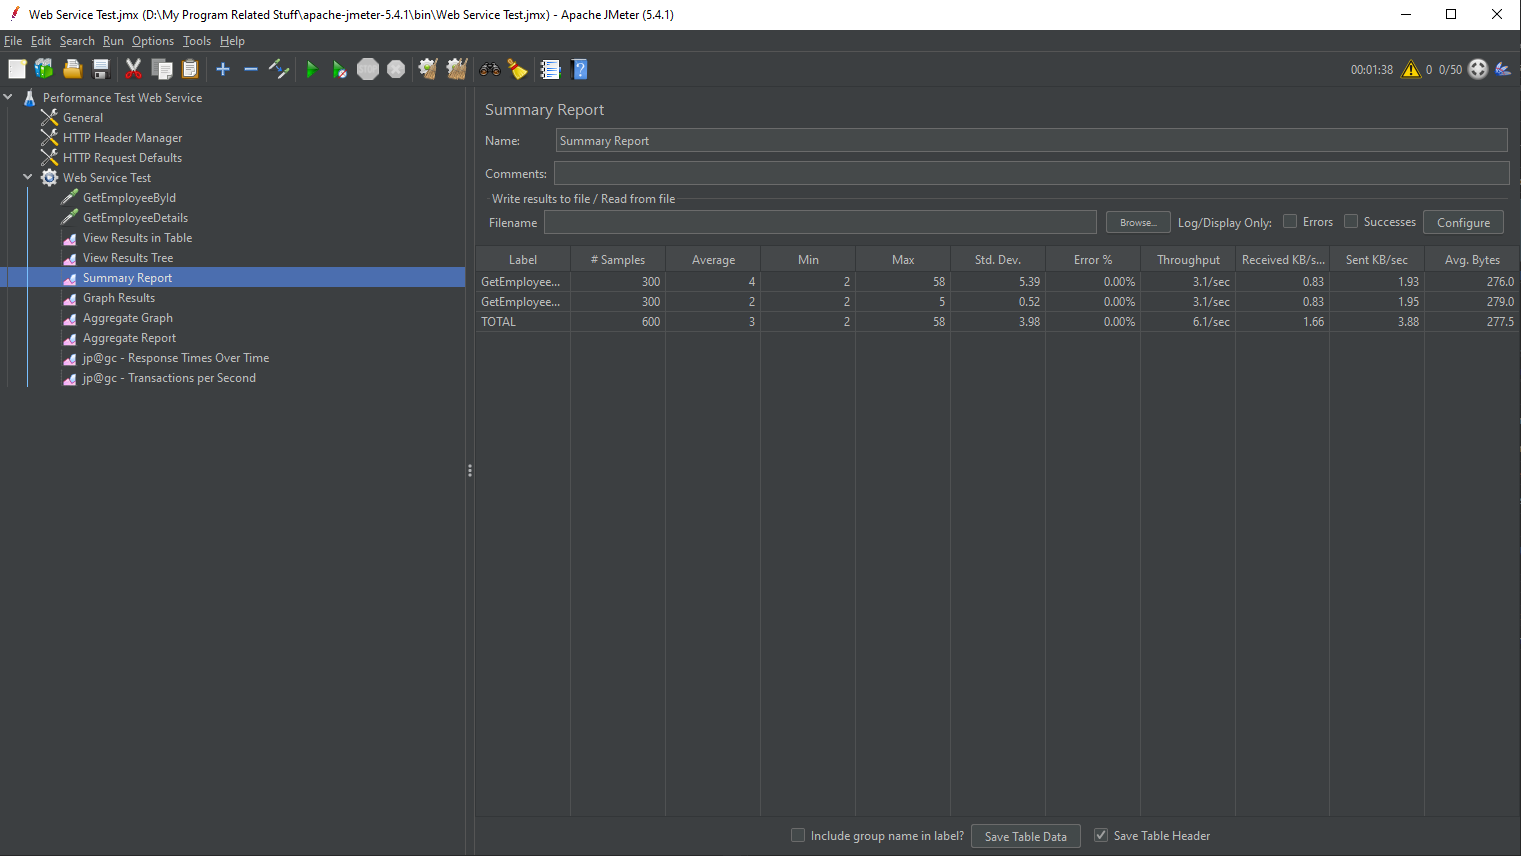 Web Service Test.jmx (D:\My Program Related Stuff\apache-jmeter-5.4.1\bin\Web Service Test.jmx) - Apache JMeter (5.4.1)
File Edit Search Run Options Tools Help
STOP 00:01:38 0 0/50
Performance Test Web Service
General
HTTP Header Manager
HTTP Request Defaults
Web Service Test
GetEmployeeById
GetEmployeeDetails
View Results in Table
View Results Tree
Summary Report
Graph Results
Aggregate Graph
Aggregate Report
jp@gc - Response Times Over Time
jp@gc - Transactions per Second
Summary Report
Name: Summary Report
Comments:
Write results to file / Read from file
Filename Browse... Log/Display Only: Errors Successes Configure
Label # Samples Average Min Max Std. Dev. Error % Throughput Received KB/s... Sent KB/sec Avg. Bytes
GetEmployee... 300 4 2 58 5.39 0.00% 3.1/sec 0.83 1.93 276.0
GetEmployee... 300 2 2 5 0.52 0.00% 3.1/sec 0.83 1.95 279.0
TOTAL 600 3 2 58 3.98 0.00% 6.1/sec 1.66 3.88 277.5
Include group name in label? Save Table Data Save Table Header